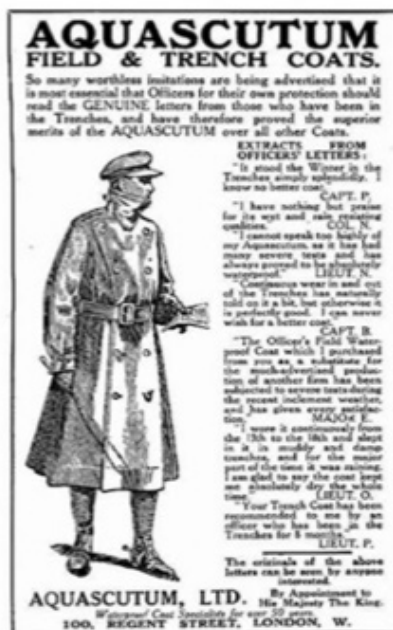 AQUASCUTUM
FIELD & TRENCH COATS.
So many worthless imitations are being advertised that it
is most essential that Officers for their own protection should
read the GENUINE letters from those who have been in
the Trenches, and have therefore proved the superior
merits of the AQUASCUTUM over all other Coats.
EXTRACTS FROM
OFFICERS' LETTERS:
"It stood the Winter in the
Trenches simply splendidly. I
know no better coat."
CAPT. P.
"I have nothing but praise
for its wyt and rain resisting
qualities. COL. N.
"I cannot speak too highly of
my Aquascutum, as it has had
many severe tests and has
always proved to be absolutely
waterproof." LIEUT. N.
"Continuous wear in and out
of the Trenches has naturally
told on it a bit, but otherwise it
is perfectly good. I can never
wish for a better coat.
CAPT. B.
"The Officer's Field Water-
proof Coat which I purchased
from you as a substitute for
the much-advertised produc-
tion of another firm has been
subjected to severe tests during
the recent inclement weather,
and has given every satisfac-
tion. MAJOR E.
"I wore it continuously from
the 13th to the 18th and slept
in it in muddy and damp
trenches, and for the major
part of the time it was raining.
I am glad to say the coat kept
me absolutely dry the whole
time." LIEUT. O.
"Your Trench Coat has been
recommended to me by an
officer who has been in the
Trenches for 5 months.
LIEUT. P.
The originals of the above
letters can be seen by anyone
interested.
AQUASCUTUM, LTD.
By Appointment to
His Majesty The King.
Waterproof Coat Specialists for over 50 years.
100, REGENT STREET, LONDON, W.